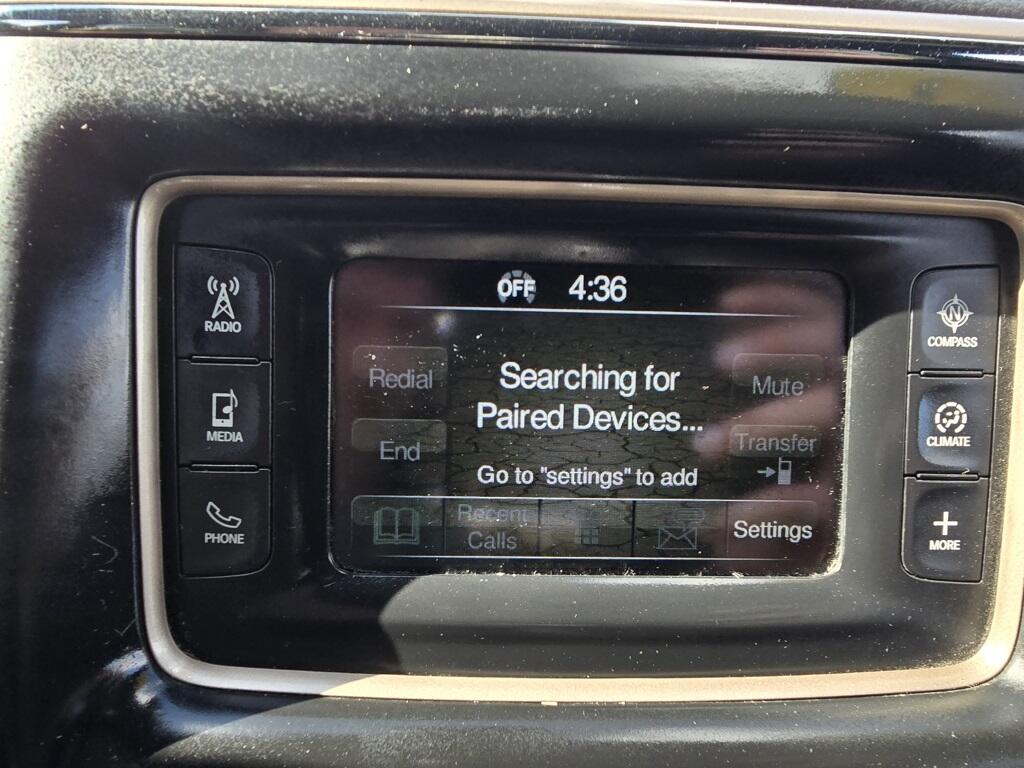 OFF 4:36
RADIO
MEDIA
PHONE
Redial
End
Searching for
Paired Devices...
Go to "settings" to add
Mute
Transfer
Recent
Calls
Settings
N
COMPASS
CLIMATE
MORE